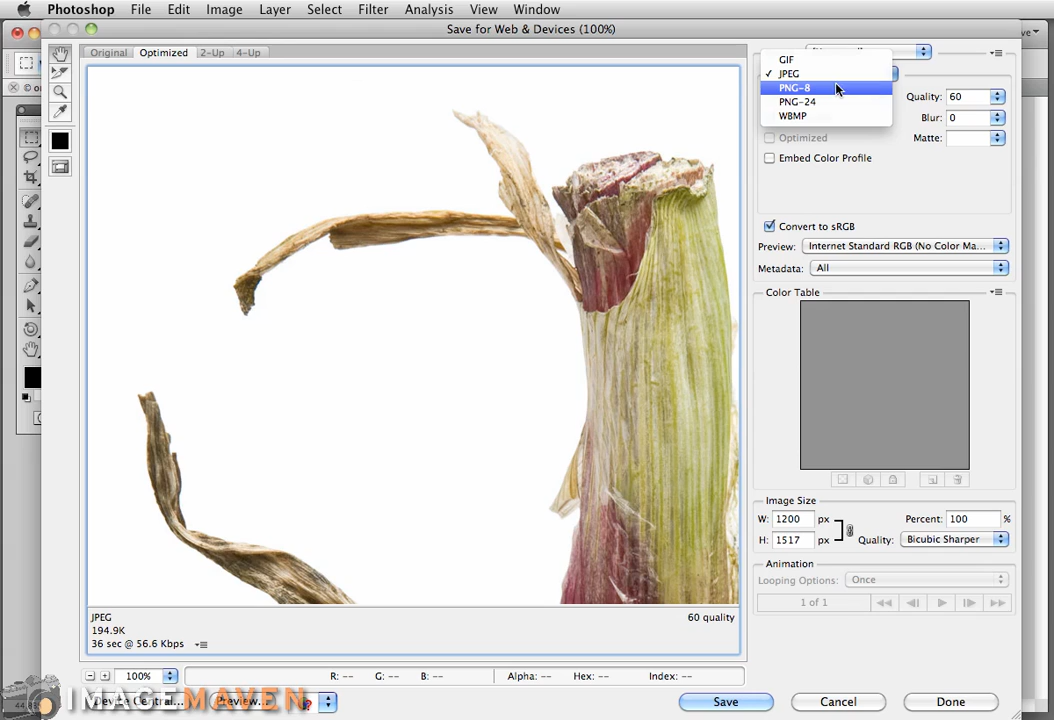 Photoshop File Edit Image Layer Select Filter Analysis View Window
Save for Web & Devices (100%)
Original Optimized 2-Up 4-Up
GIF
✓ JPEG
PNG-8
PNG-24
WBMP
Quality: 60
Blur: 0
Optimized
Matte:
Embed Color Profile
Convert to sRGB
Preview: Internet Standard RGB (No Color Ma...
Metadata: All
Color Table
Image Size
W: 1200 px
Percent: 100 %
H: 1517 px
Quality: Bicubic Sharper
Animation
Looping Options: Once
1 of 1
JPEG
60 quality
194.9K
36 sec @ 56.6 Kbps
100%
R: -- G: -- B: -- Alpha: -- Hex: -- Index: --
Device Central... Preview...
IMAGEMAVEN
Save Cancel Done